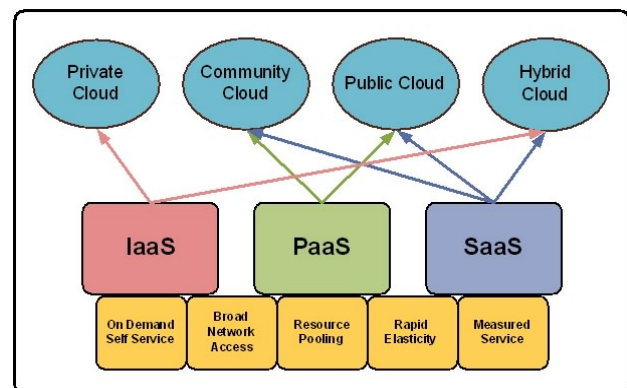 Private
Cloud
Community
Cloud
Public Cloud
Hybrid
Cloud
IaaS
PaaS
SaaS
On Demand
Self Service
Broad
Network
Access
Resource
Pooling
Rapid
Elasticity
Measured
Service